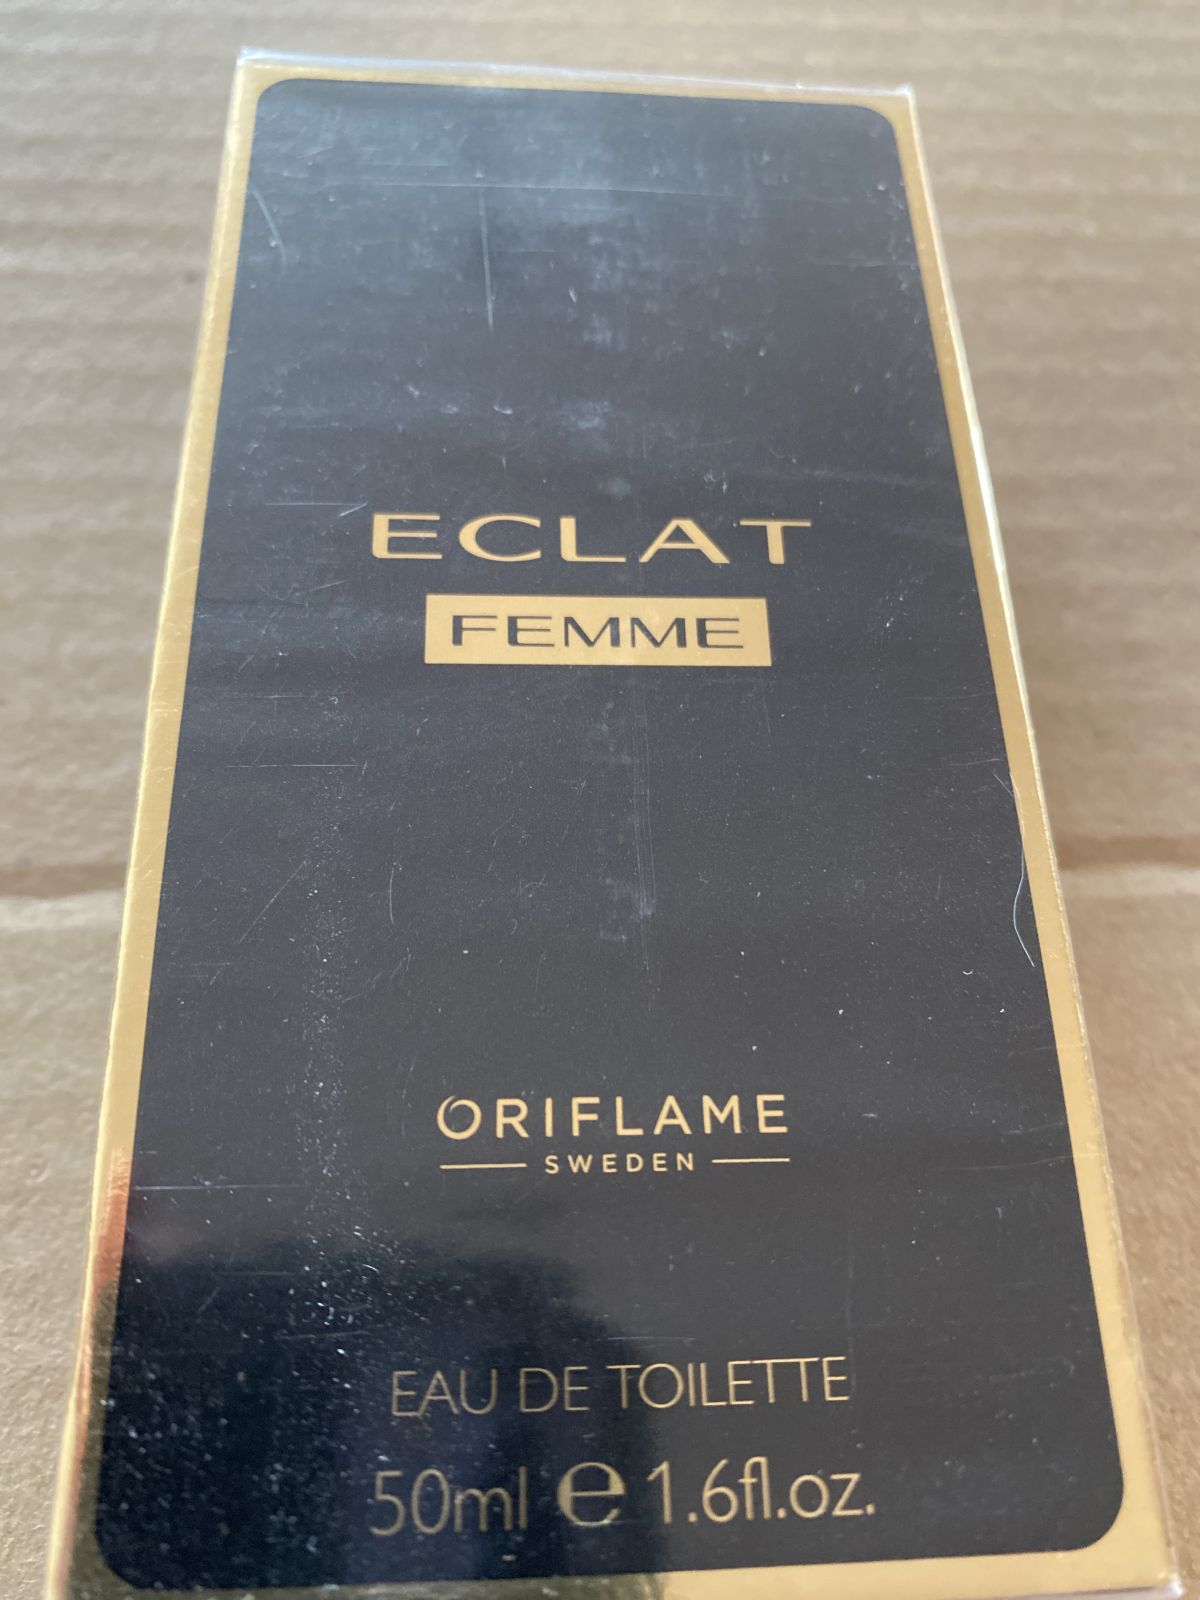 ECLAT
FEMME
ORIFLAME
SWEDEN
EAU DE TOILETTE
50ml e 1.6fl.oz.